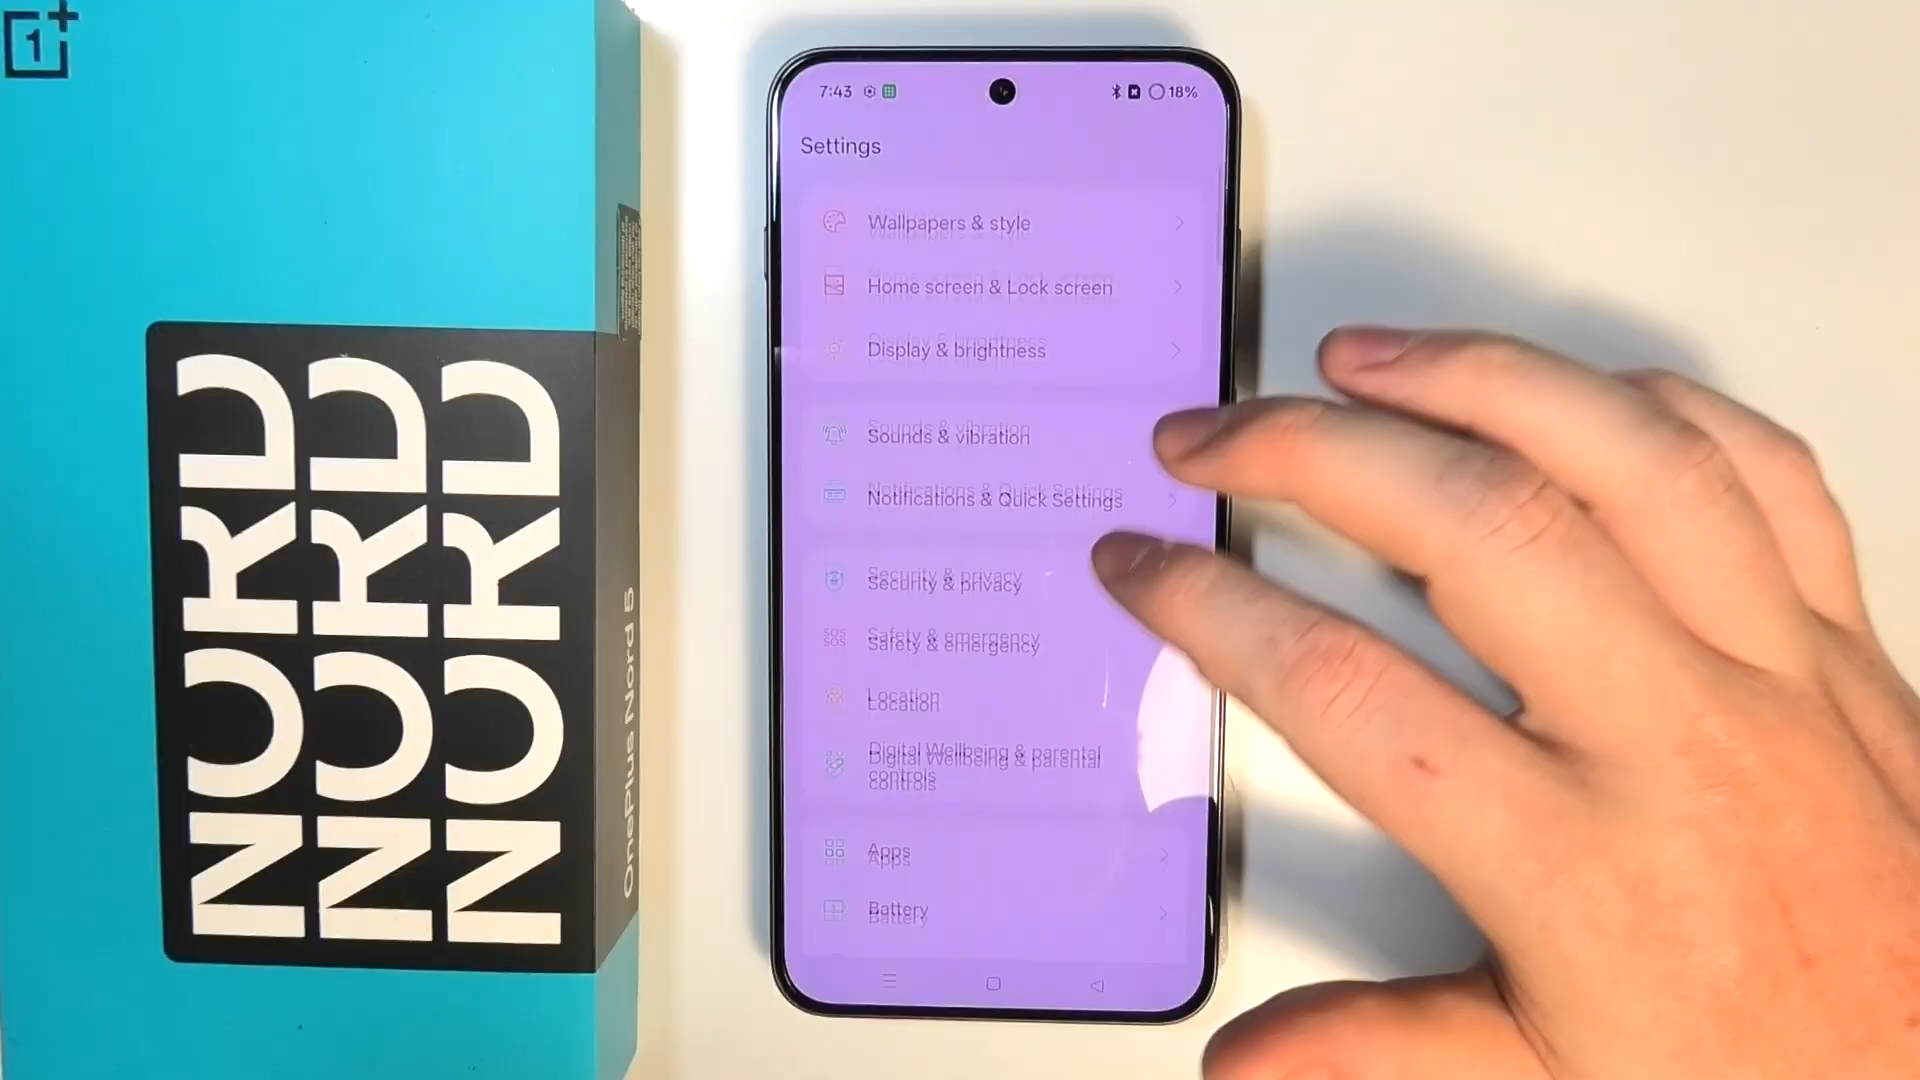 1+
NORD
NORD
NORD
OnePlus Nord 5
7:43
18%
Settings
Wallpapers & style
Home screen & Lock screen
Display & brightness
Sounds & vibration
Notifications & Quick Settings
Security & privacy
SOS
Safety & emergency
Location
Digital Wellbeing & parental
controls
Apps
Battery